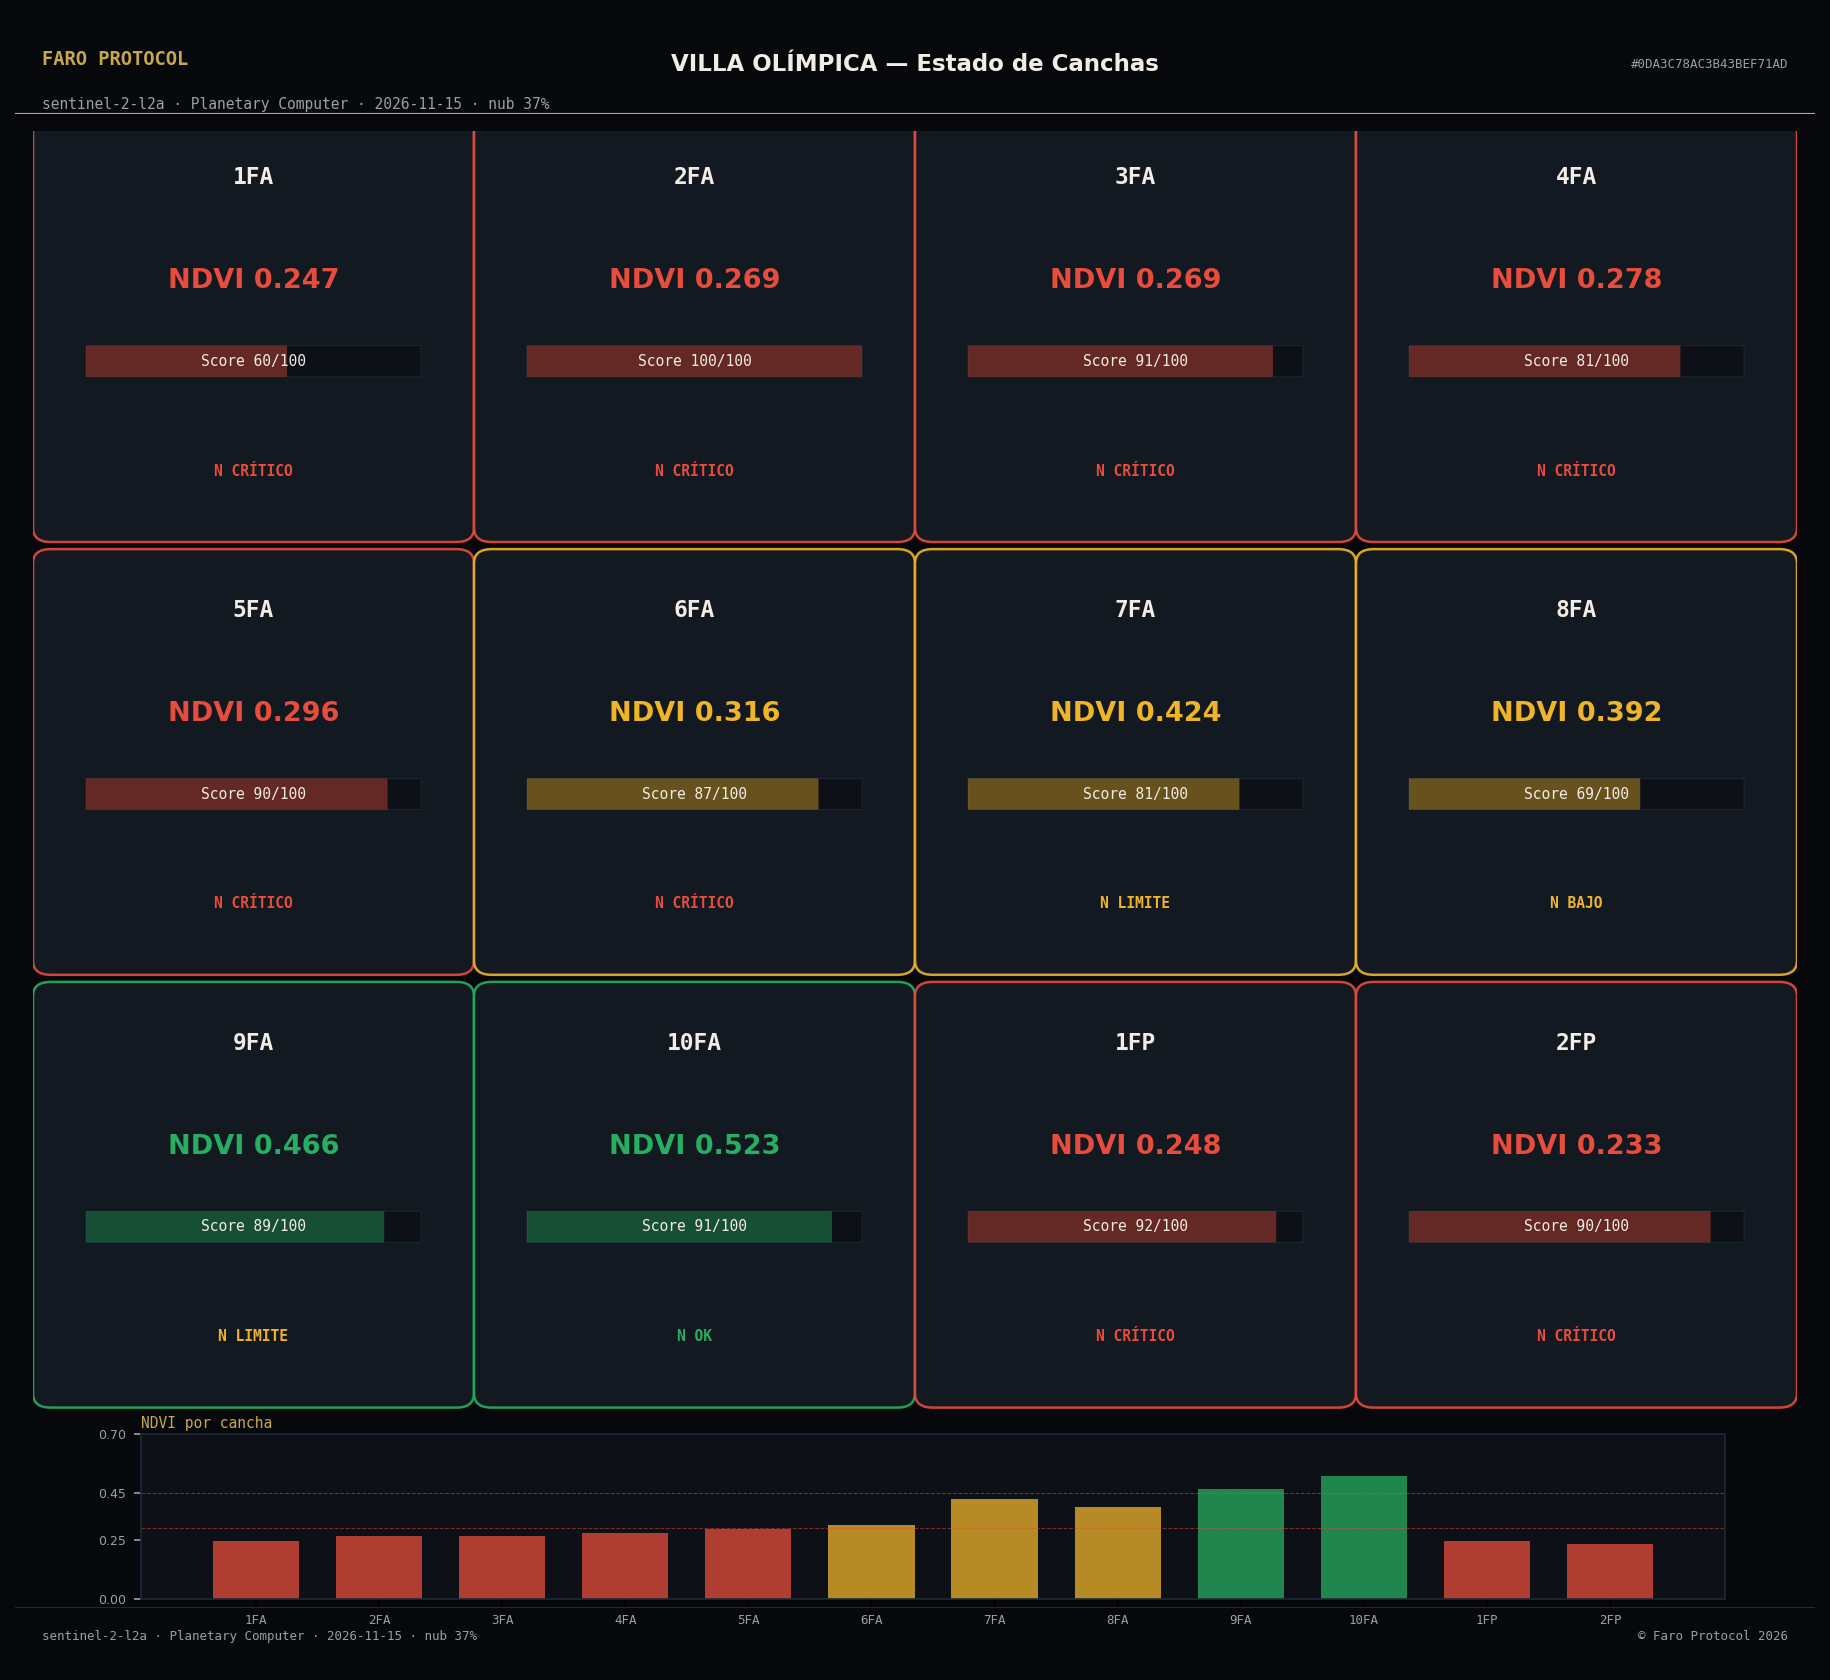 FARO PROTOCOL
VILLA OLÍMPICA — Estado de Canchas
#0DA3C78AC3B43BEF71AD
sentinel-2-l2a · Planetary Computer · 2026-11-15 · nub 37%
1FA
2FA
3FA
4FA
NDVI 0.247
NDVI 0.269
NDVI 0.269
NDVI 0.278
Score 60/100
Score 100/100
Score 91/100
Score 81/100
N CRÍTICO
N CRÍTICO
N CRÍTICO
N CRÍTICO
5FA
6FA
7FA
8FA
NDVI 0.296
NDVI 0.316
NDVI 0.424
NDVI 0.392
Score 90/100
Score 87/100
Score 81/100
Score 69/100
N CRÍTICO
N CRÍTICO
N LIMITE
N BAJO
9FA
10FA
1FP
2FP
NDVI 0.466
NDVI 0.523
NDVI 0.248
NDVI 0.233
Score 89/100
Score 91/100
Score 92/100
Score 90/100
N LIMITE
N OK
N CRÍTICO
N CRÍTICO
NDVI por cancha
0.70
0.45
0.25
0.00
1FA
2FA
3FA
4FA
5FA
6FA
7FA
8FA
9FA
10FA
1FP
2FP
sentinel-2-l2a · Planetary Computer · 2026-11-15 · nub 37%
© Faro Protocol 2026